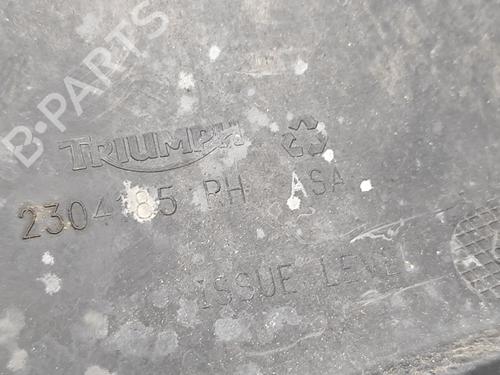 B-PARTS
TRIUMPH
2304185 RH ASA
ISSUE LEVEL